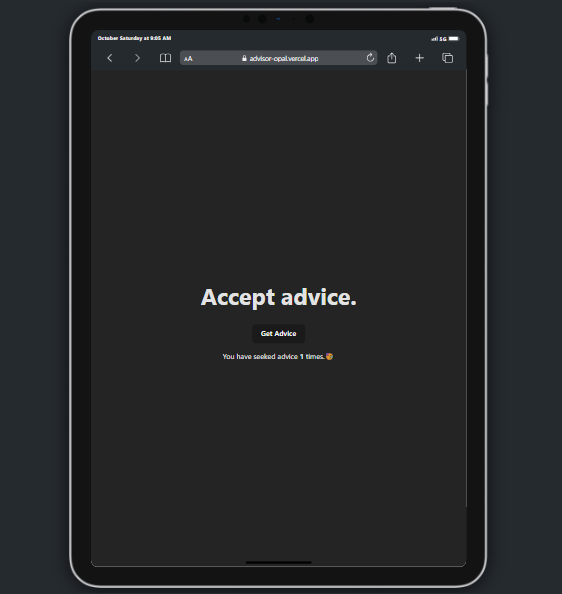 October Saturday at 9:05 AM
5G
AA
advisor-opal.vercel.app
Accept advice.
Get Advice
You have seeked advice 1 times.🍪